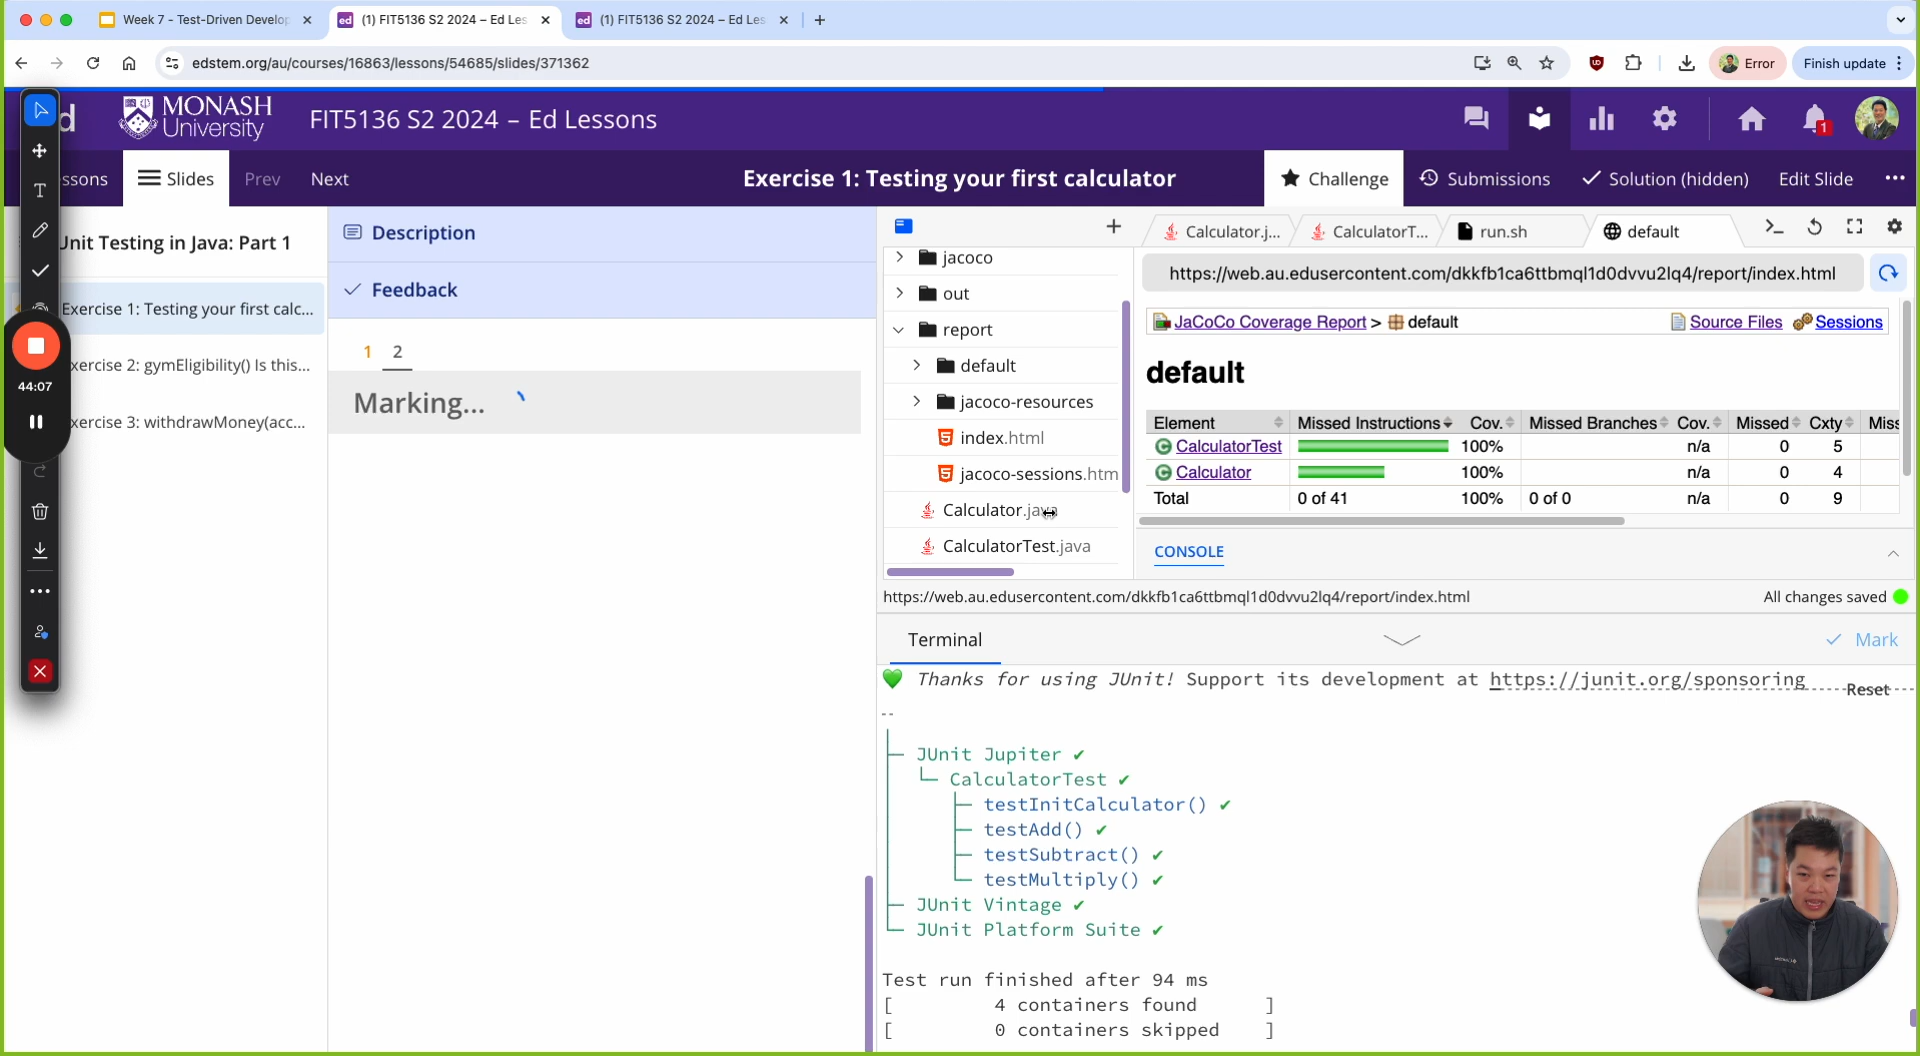 Week 7 - Test-Driven Develop
(1) FIT5136 S2 2024 – Ed Les
(1) FIT5136 S2 2024 – Ed Les
edstem.org/au/courses/16863/lessons/54685/slides/371362
Error
Finish update
d
MONASH
University
FIT5136 S2 2024 – Ed Lessons
1
ssons
Slides
Prev
Next
Exercise 1: Testing your first calculator
Challenge
Submissions
Solution (hidden)
Edit Slide
Unit Testing in Java: Part 1
Exercise 1: Testing your first calc...
xercise 2: gymEligibility() Is this...
xercise 3: withdrawMoney(acc...
44:07
Description
Feedback
1 2
Marking...
jacoco
out
report
default
jacoco-resources
index.html
jacoco-sessions.htm
Calculator.java
CalculatorTest.java
Calculator.j...
CalculatorT...
run.sh
default
https://web.au.edusercontent.com/dkkfb1ca6ttbmql1d0dvvu2lq4/report/index.html
JaCoCo Coverage Report > default
Source Files
Sessions
default
Element Missed Instructions Cov. Missed Branches Cov. Missed Cxty Miss
CalculatorTest 100% n/a 0 5
Calculator 100% n/a 0 4
Total 0 of 41 100% 0 of 0 n/a 0 9
CONSOLE
https://web.au.edusercontent.com/dkkfb1ca6ttbmql1d0dvvu2lq4/report/index.html
All changes saved
Terminal
Mark
Thanks for using JUnit! Support its development at https://junit.org/sponsoring
Reset
--
JUnit Jupiter ✔
CalculatorTest ✔
testInitCalculator() ✔
testAdd() ✔
testSubtract() ✔
testMultiply() ✔
JUnit Vintage ✔
JUnit Platform Suite ✔
Test run finished after 94 ms
[ 4 containers found ]
[ 0 containers skipped ]